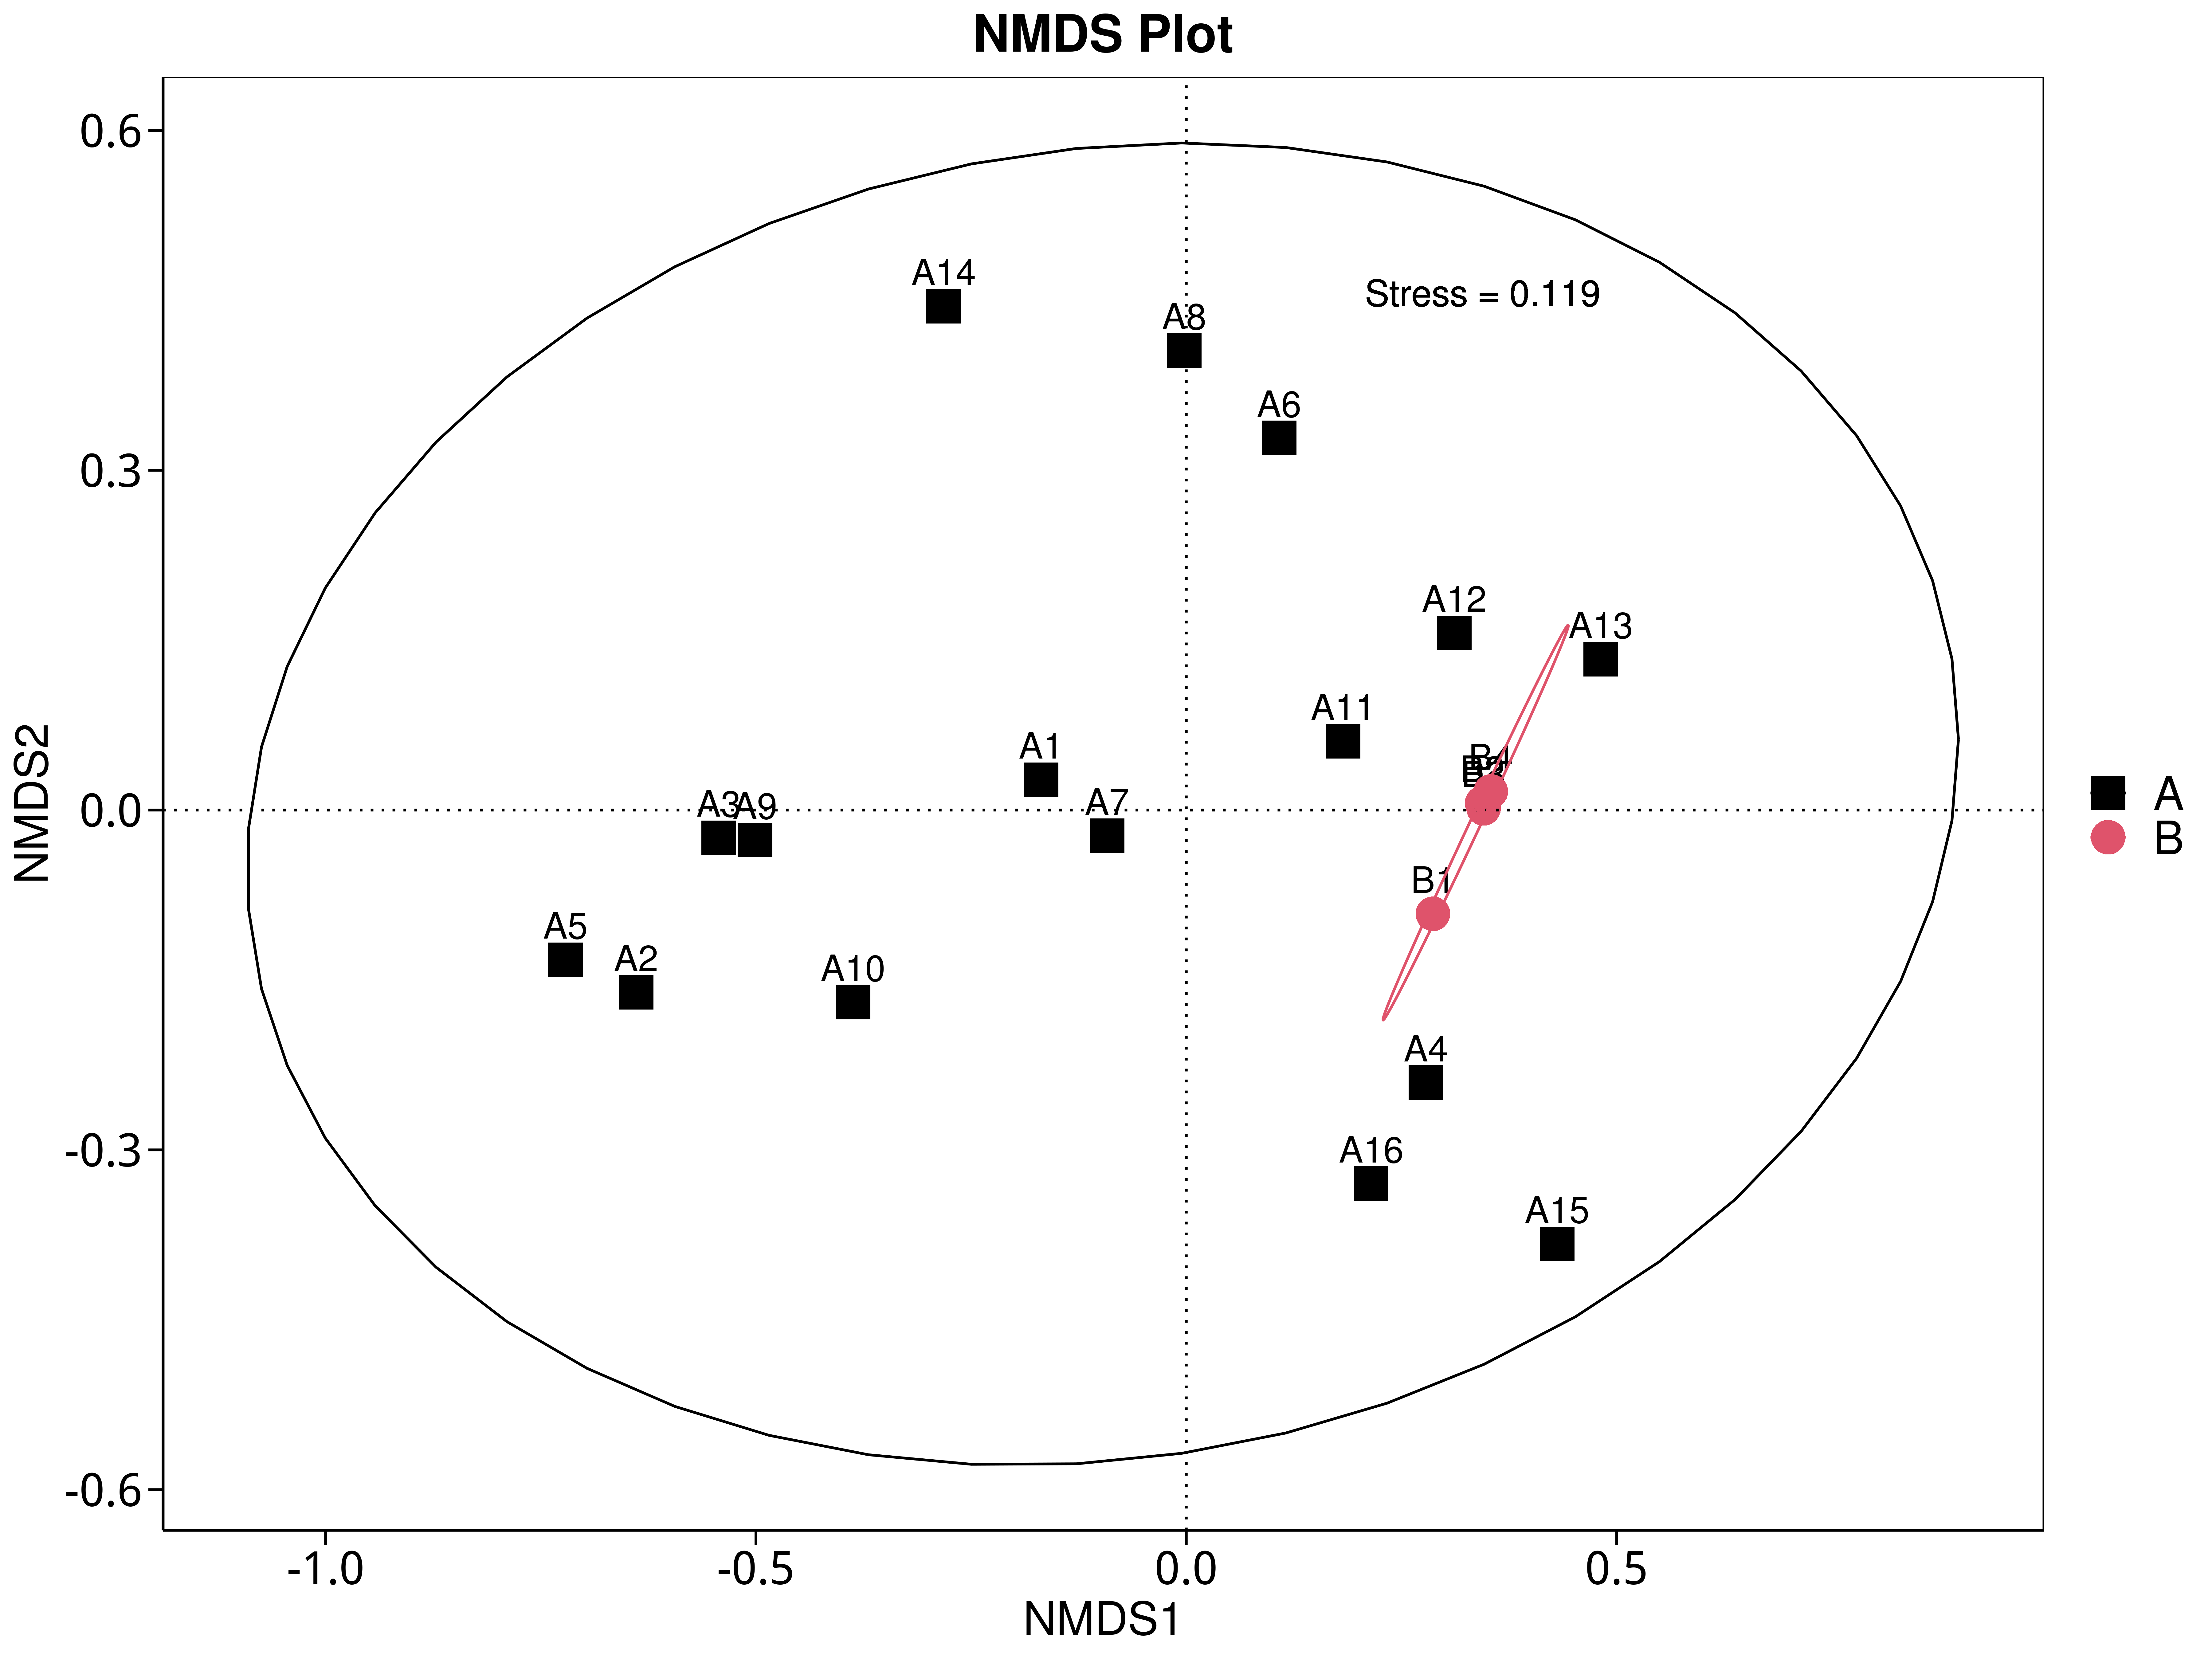 NMDS Plot
0.6
0.3
0.0
-0.3
-0.6
NMDS2
A14
Stress = 0.119
A8
A6
A12
A13
A11
A1
A3
A9
A7
B1
A5
A2
A10
A4
A16
A15
A
B
-1.0
-0.5
0.0
0.5
NMDS1